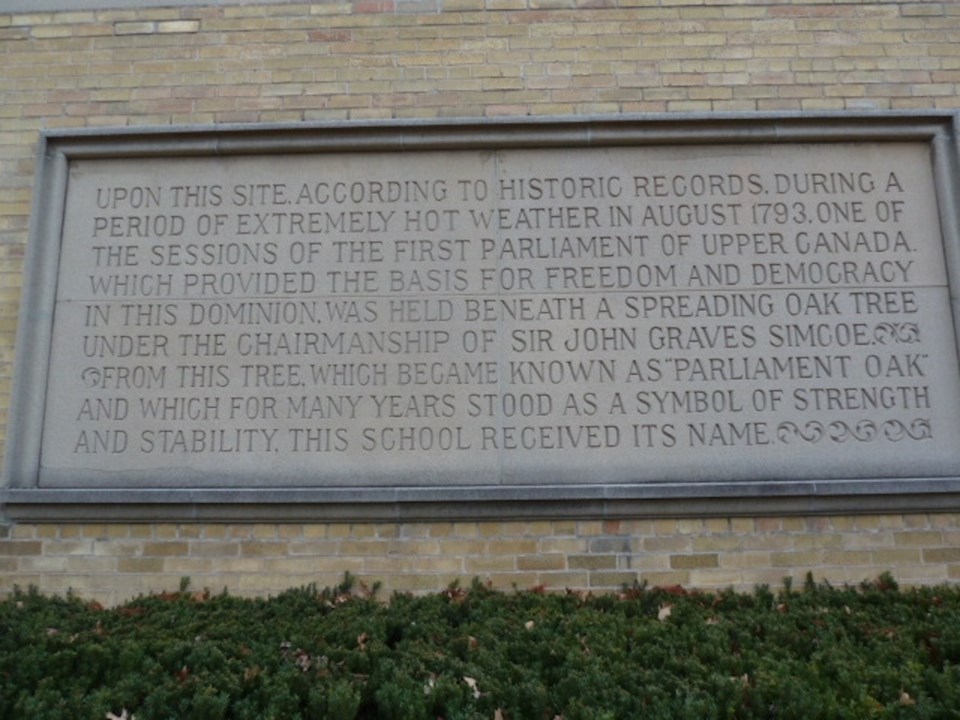 UPON THIS SITE, ACCORDING TO HISTORIC RECORDS, DURING A
PERIOD OF EXTREMELY HOT WEATHER IN AUGUST 1793, ONE OF
THE SESSIONS OF THE FIRST PARLIAMENT OF UPPER CANADA,
WHICH PROVIDED THE BASIS FOR FREEDOM AND DEMOCRACY
IN THIS DOMINION, WAS HELD BENEATH A SPREADING OAK TREE
UNDER THE CHAIRMANSHIP OF SIR JOHN GRAVES SIMCOE.
FROM THIS TREE, WHICH BECAME KNOWN AS "PARLIAMENT OAK"
AND WHICH FOR MANY YEARS STOOD AS A SYMBOL OF STRENGTH
AND STABILITY, THIS SCHOOL RECEIVED ITS NAME.